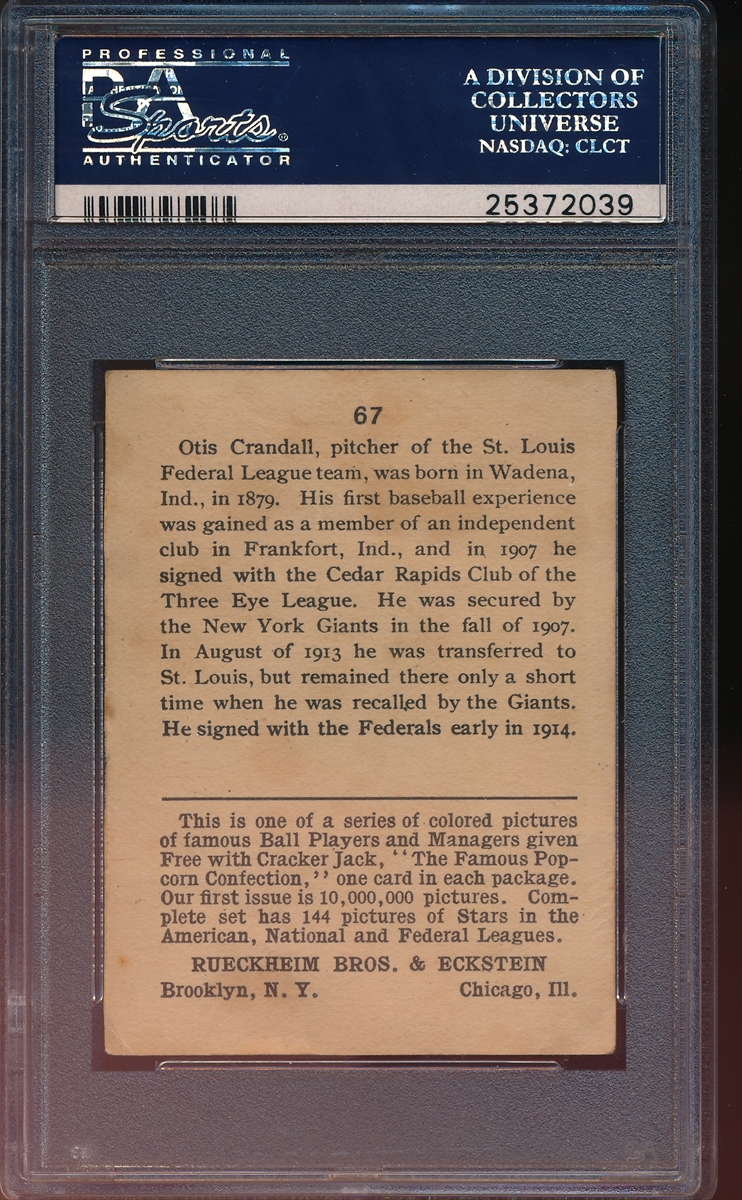 PROFESSIONAL
Sports
AUTHENTICATOR
A DIVISION OF
COLLECTORS
UNIVERSE
NASDAQ: CLCT
25372039
67
Otis Crandall, pitcher of the St. Louis
Federal League team, was born in Wadena,
Ind., in 1879. His first baseball experience
was gained as a member of an independent
club in Frankfort, Ind., and in 1907 he
signed with the Cedar Rapids Club of the
Three Eye League. He was secured by
the New York Giants in the fall of 1907.
In August of 1913 he was transferred to
St. Louis, but remained there only a short
time when he was recalled by the Giants.
He signed with the Federals early in 1914.
This is one of a series of colored pictures
of famous Ball Players and Managers given
Free with Cracker Jack, ‘‘The Famous Pop-
corn Confection,’’ one card in each package.
Our first issue is 10,000,000 pictures. Com-
plete set has 144 pictures of Stars in the
American, National and Federal Leagues.
RUECKHEIM BROS. & ECKSTEIN
Brooklyn, N. Y. Chicago, Ill.